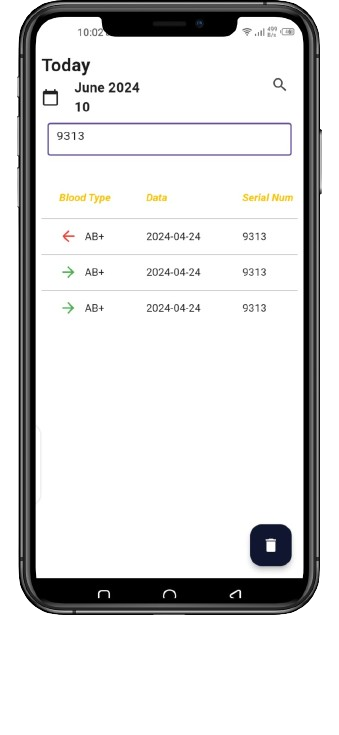 10:02
Today
June 2024
10
9313
Blood Type Data Serial Num
AB+ 2024-04-24 9313
AB+ 2024-04-24 9313
AB+ 2024-04-24 9313